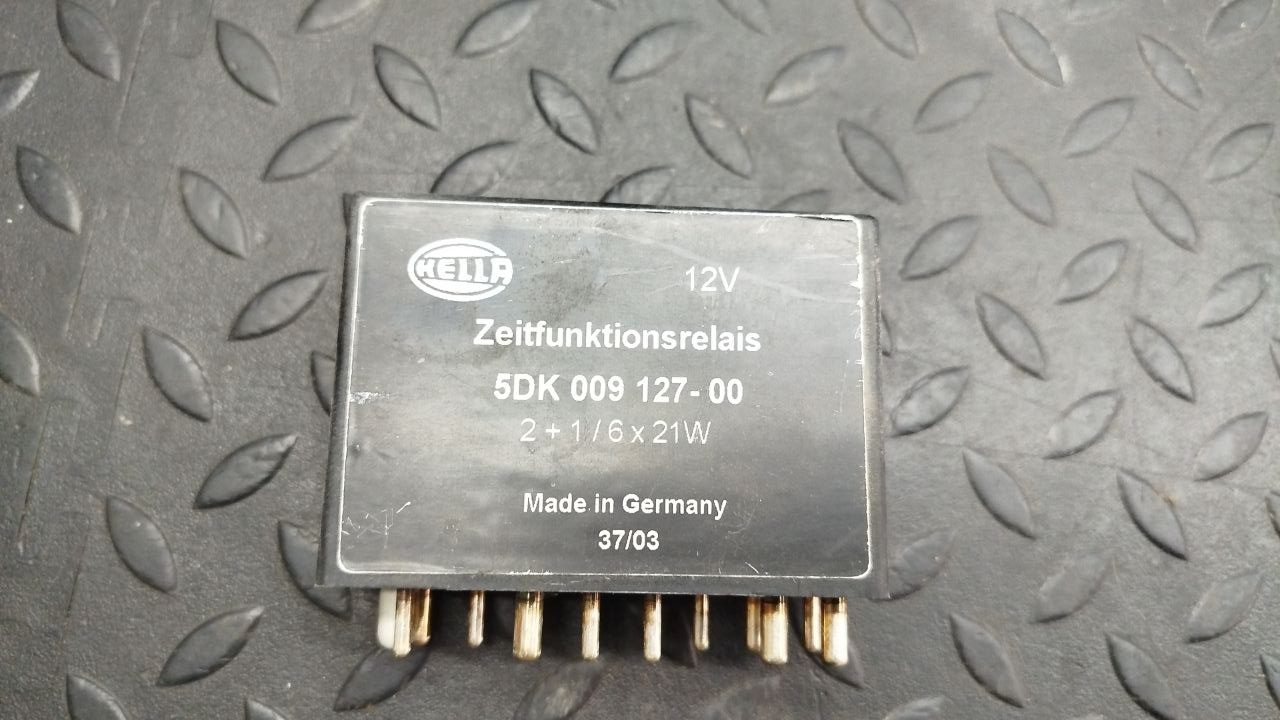 HELLA
12V
Zeitfunktionsrelais
5DK 009 127-00
2 + 1 / 6 x 21W
Made in Germany
37/03